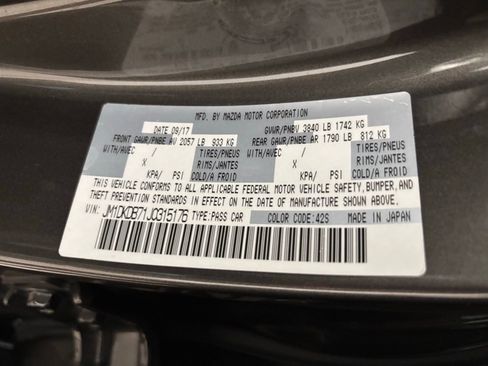 MFD. BY MAZDA MOTOR CORPORATION
DATE 09/17 GVWR/PNBV 3840 LB 1742 KG
FRONT GAWR/PNBE AV 2057 LB 933 KG REAR GAWR/PNBE AR 1790 LB 812 KG
WITH/AVEC / TIRES/PNEUS WITH/AVEC / TIRES/PNEUS
X RIMS/JANTES X RIMS/JANTES
KPA/ PSI COLD/A FROID KPA/ PSI COLD/A FROID
THIS VEHICLE CONFORMS TO ALL APPLICABLE FEDERAL MOTOR VEHICLE SAFETY, BUMPER, AND
THEFT PREVENTION STANDARDS IN EFFECT ON THE DATE OF MANUFACTURE SHOWN ABOVE.
VIN: JM1DKDB71J0315176 TYPE:PASS CAR COLOR CODE:42S MADE IN JAPAN